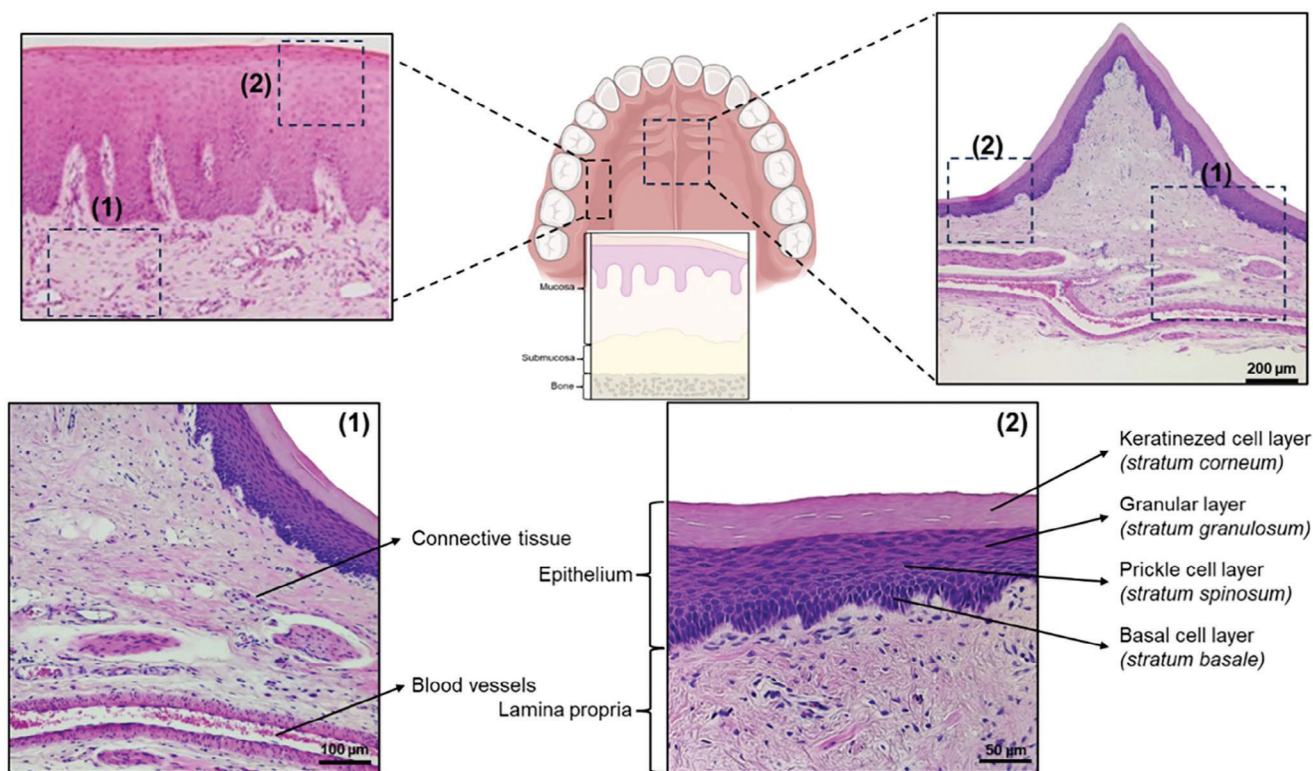 (2)
(1)
Mucosa
Submucosa
Bone
(2)
(1)
200 µm
(1)
Connective tissue
Blood vessels
100 µm
(2)
Epithelium
Lamina propria
50 µm
Keratinezed cell layer
(stratum corneum)
Granular layer
(stratum granulosum)
Prickle cell layer
(stratum spinosum)
Basal cell layer
(stratum basale)